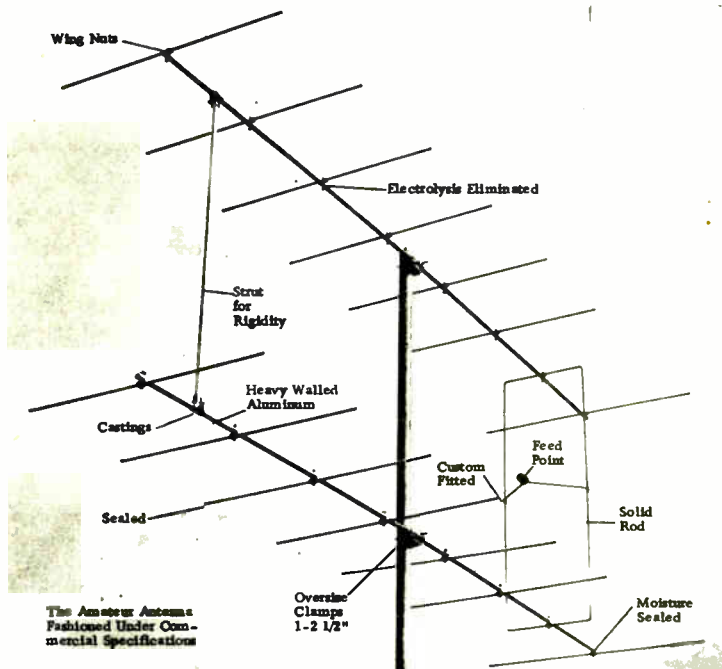 Wing Nuts
Electrolysis Eliminated
Strut
for
Rigidity
Heavy Walled
Aluminum
Castings
Feed
Point
Custom
Fitted
Sealed
Solid
Rod
Oversize
Clamps
1-2 1/2"
Moisture
Sealed
The Amateur Antenna
Fashioned Under Com-
mercial Specifications